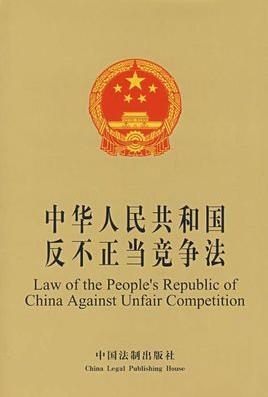 中华人民共和国
反不正当竞争法
Law of the People's Republic of
China Against Unfair Competition
中国法制出版社
China Legal Publishing House